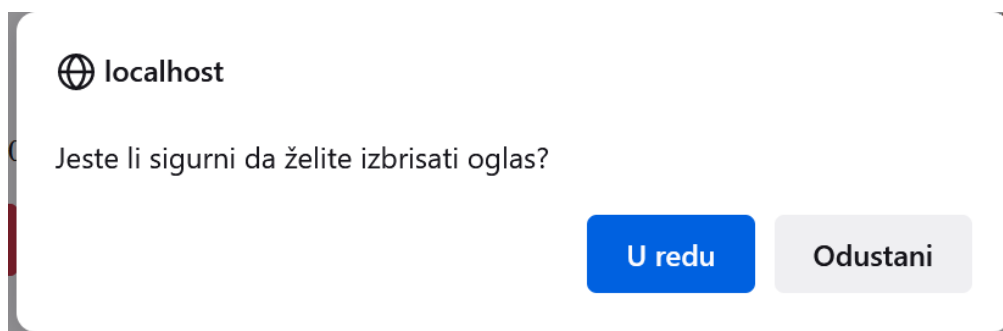 localhost
Jeste li sigurni da želite izbrisati oglas?
U redu Odustani